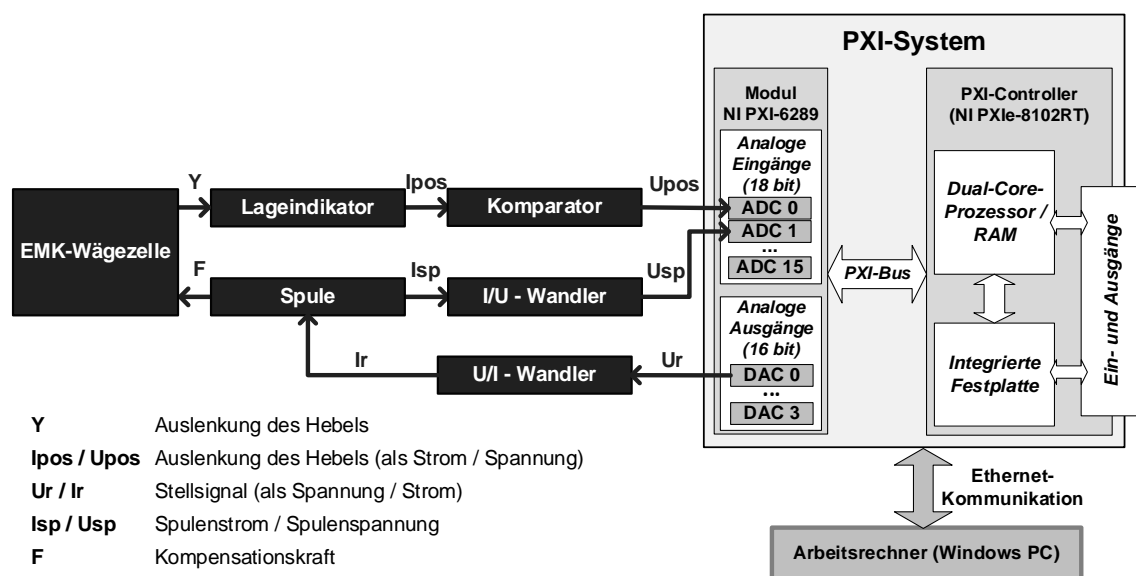 PXI-System
Modul
NI PXI-6289
PXI-Controller
(NI PXIe-8102RT)
Analoge
Eingänge
(18 bit)
ADC 0
ADC 1
...
ADC 15
Analoge
Ausgänge
(16 bit)
DAC 0
...
DAC 3
PXI-Bus
Dual-Core-
Prozessor /
RAM
Integrierte
Festplatte
Ein- und Ausgänge
EMK-Wägezelle
Y
Lageindikator
Ipos
Komparator
Upos
F
Spule
Isp
I/U - Wandler
Usp
Ir
U/I - Wandler
Ur
Y Auslenkung des Hebels
Ipos / Upos Auslenkung des Hebels (als Strom / Spannung)
Ur / Ir Stellsignal (als Spannung / Strom)
Isp / Usp Spulenstrom / Spulenspannung
F Kompensationskraft
Ethernet-
Kommunikation
Arbeitsrechner (Windows PC)